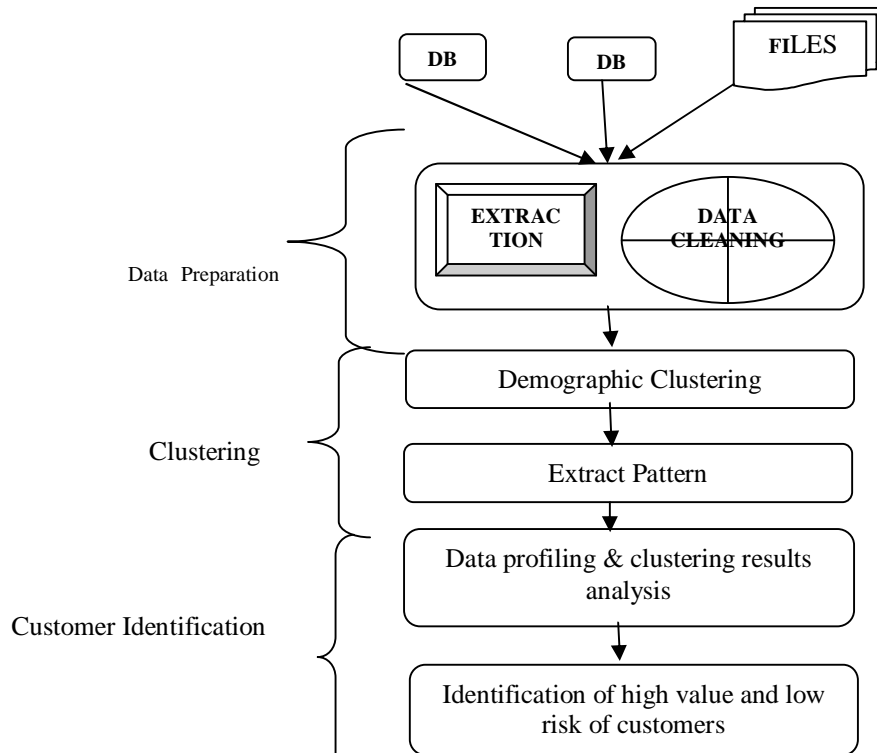 DB
DB
FILES
EXTRAC
TION
DATA
CLEANING
Data Preparation
Demographic Clustering
Clustering
Extract Pattern
Data profiling & clustering results
analysis
Customer Identification
Identification of high value and low
risk of customers